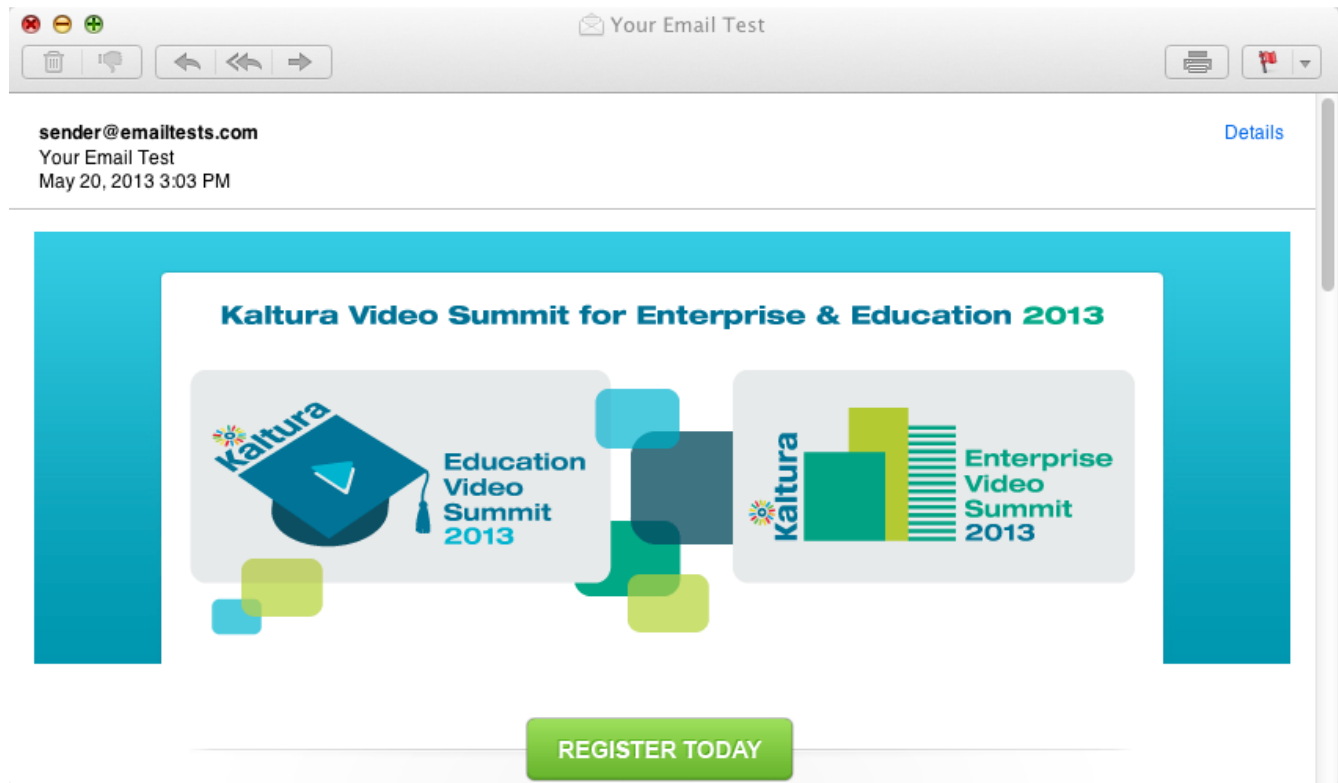 Your Email Test
sender@emailtests.com
Details
Your Email Test
May 20, 2013 3:03 PM
Kaltura Video Summit for Enterprise & Education 2013
Kaltura
Education
Video
Summit
2013
Kaltura
Enterprise
Video
Summit
2013
REGISTER TODAY